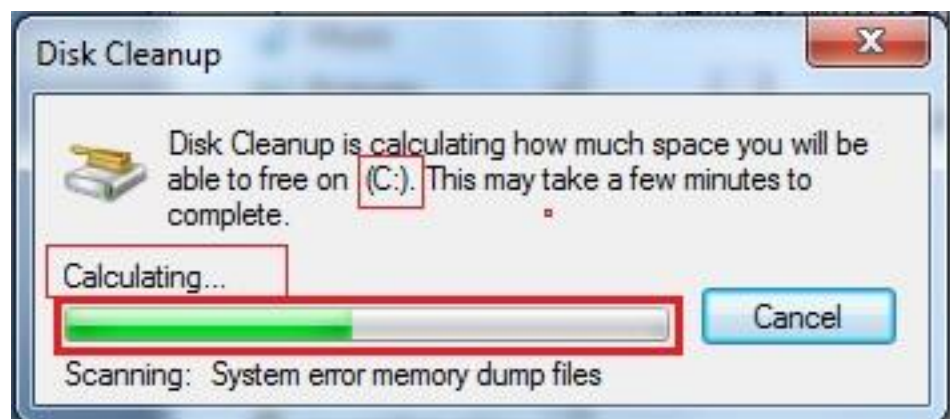 Disk Cleanup
Disk Cleanup is calculating how much space you will be
able to free on (C:). This may take a few minutes to
complete.
Calculating...
Cancel
Scanning: System error memory dump files